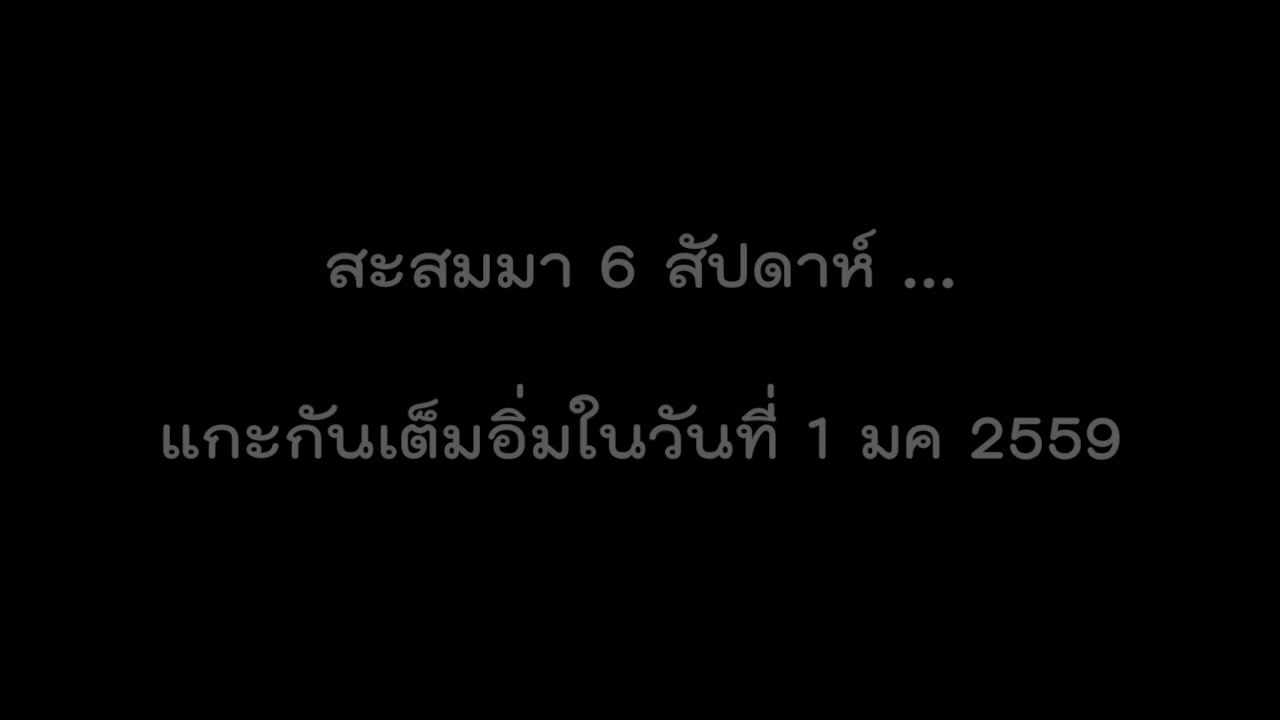 สะสมมา 6 สัปดาห์ ...
แกะกันเต็มอิ่มในวันที่ 1 มค 2559